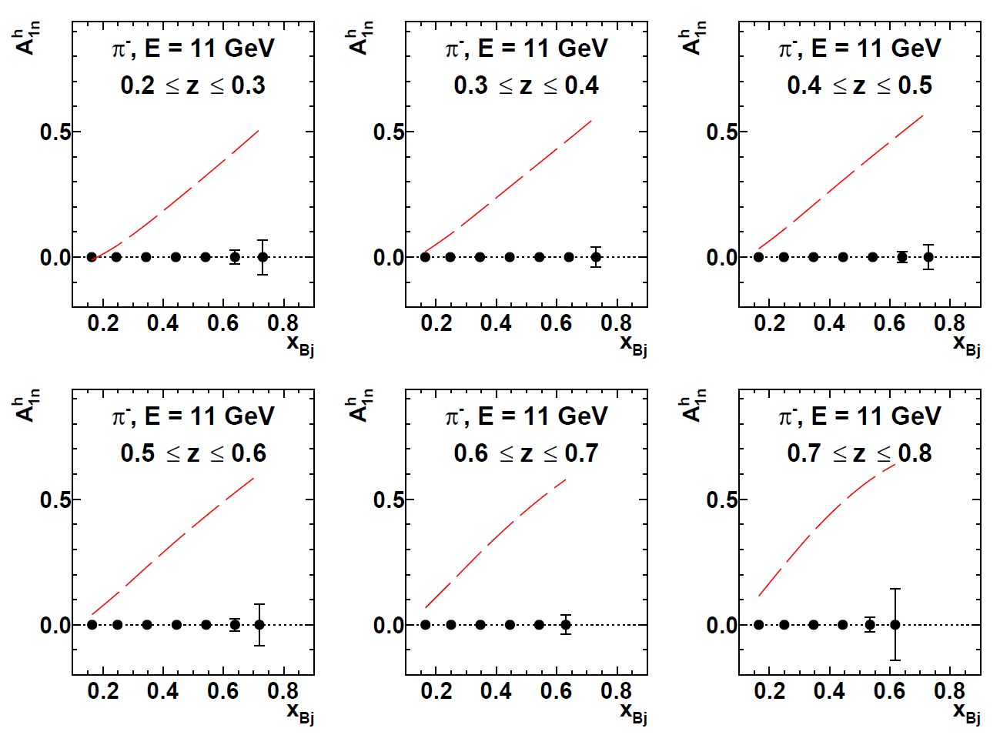 A₁ₙʰ
π⁻, E = 11 GeV
0.2 ≤ z ≤ 0.3
0.5
0.0
0.2 0.4 0.6 0.8
x_Bj
A₁ₙʰ
π⁻, E = 11 GeV
0.3 ≤ z ≤ 0.4
0.5
0.0
0.2 0.4 0.6 0.8
x_Bj
A₁ₙʰ
π⁻, E = 11 GeV
0.4 ≤ z ≤ 0.5
0.5
0.0
0.2 0.4 0.6 0.8
x_Bj
A₁ₙʰ
π⁻, E = 11 GeV
0.5 ≤ z ≤ 0.6
0.5
0.0
0.2 0.4 0.6 0.8
x_Bj
A₁ₙʰ
π⁻, E = 11 GeV
0.6 ≤ z ≤ 0.7
0.5
0.0
0.2 0.4 0.6 0.8
x_Bj
A₁ₙʰ
π⁻, E = 11 GeV
0.7 ≤ z ≤ 0.8
0.5
0.0
0.2 0.4 0.6 0.8
x_Bj